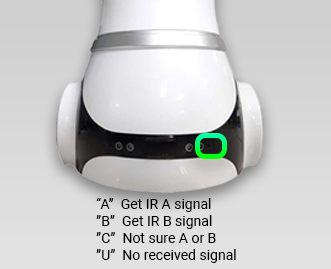 “A”  Get IR A signal
”B”  Get IR B signal
”C”  Not sure A or B
”U”  No received signal